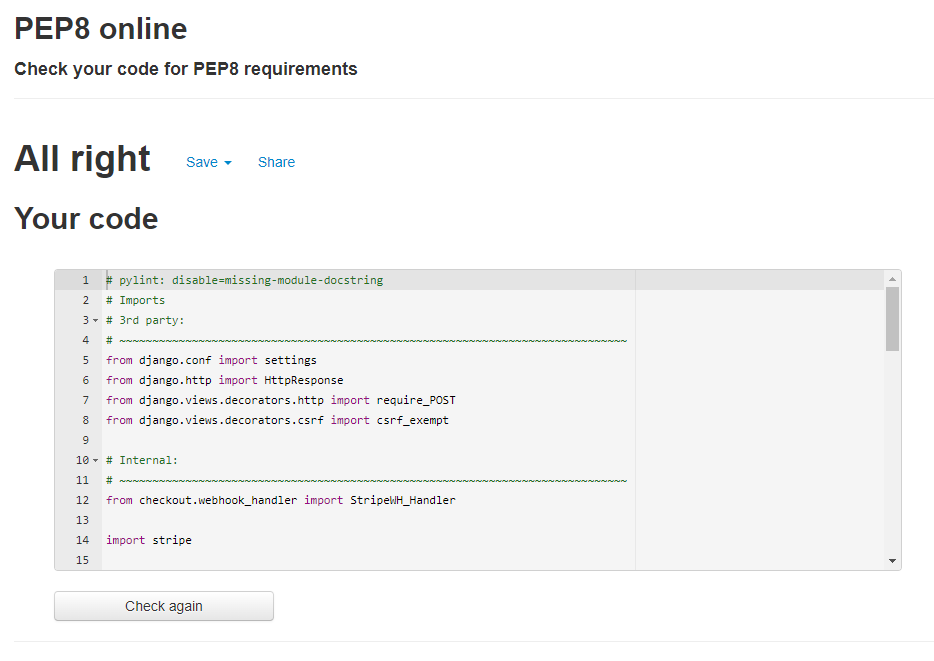 PEP8 online
Check your code for PEP8 requirements
All right Save Share
Your code
1 # pylint: disable=missing-module-docstring
2 # Imports
3 # 3rd party:
4 # ~~~~~~~~~~~~~~~~~~~~~~~~~~~~~~~~~~~~~~~~~~~~~~~~~~~~~~~~~~~~~~~~~~~~~~~~~~~~~
5 from django.conf import settings
6 from django.http import HttpResponse
7 from django.views.decorators.http import require_POST
8 from django.views.decorators.csrf import csrf_exempt
9
10 # Internal:
11 # ~~~~~~~~~~~~~~~~~~~~~~~~~~~~~~~~~~~~~~~~~~~~~~~~~~~~~~~~~~~~~~~~~~~~~~~~~~~~~
12 from checkout.webhook_handler import StripeWH_Handler
13
14 import stripe
15
Check again